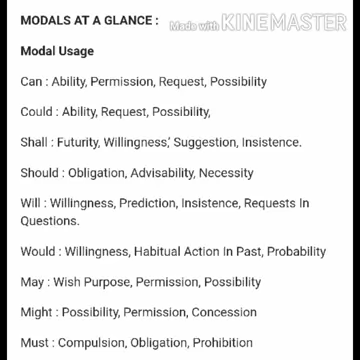 MODALS AT A GLANCE :
Made with KINEMASTER
Modal Usage
Can : Ability, Permission, Request, Possibility
Could : Ability, Request, Possibility,
Shall : Futurity, Willingness,’ Suggestion, Insistence.
Should : Obligation, Advisability, Necessity
Will : Willingness, Prediction, Insistence, Requests In
Questions.
Would : Willingness, Habitual Action In Past, Probability
May : Wish Purpose, Permission, Possibility
Might : Possibility, Permission, Concession
Must : Compulsion, Obligation, Prohibition